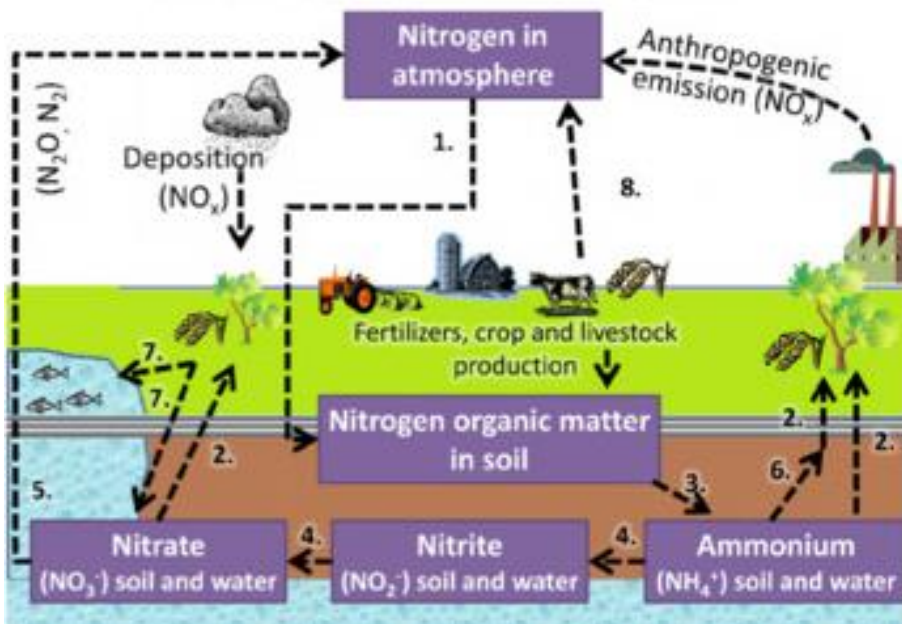 Nitrogen in
atmosphere
Anthropogenic
emission (NOₓ)
(N₂O, N₂)
Deposition
(NOₓ)
1.
8.
Fertilizers, crop and livestock
production
7.
7.
2.
5.
Nitrogen organic matter
in soil
2.
2.
6.
3.
Nitrate
(NO₃⁻) soil and water
4.
Nitrite
(NO₂⁻) soil and water
4.
Ammonium
(NH₄⁺) soil and water